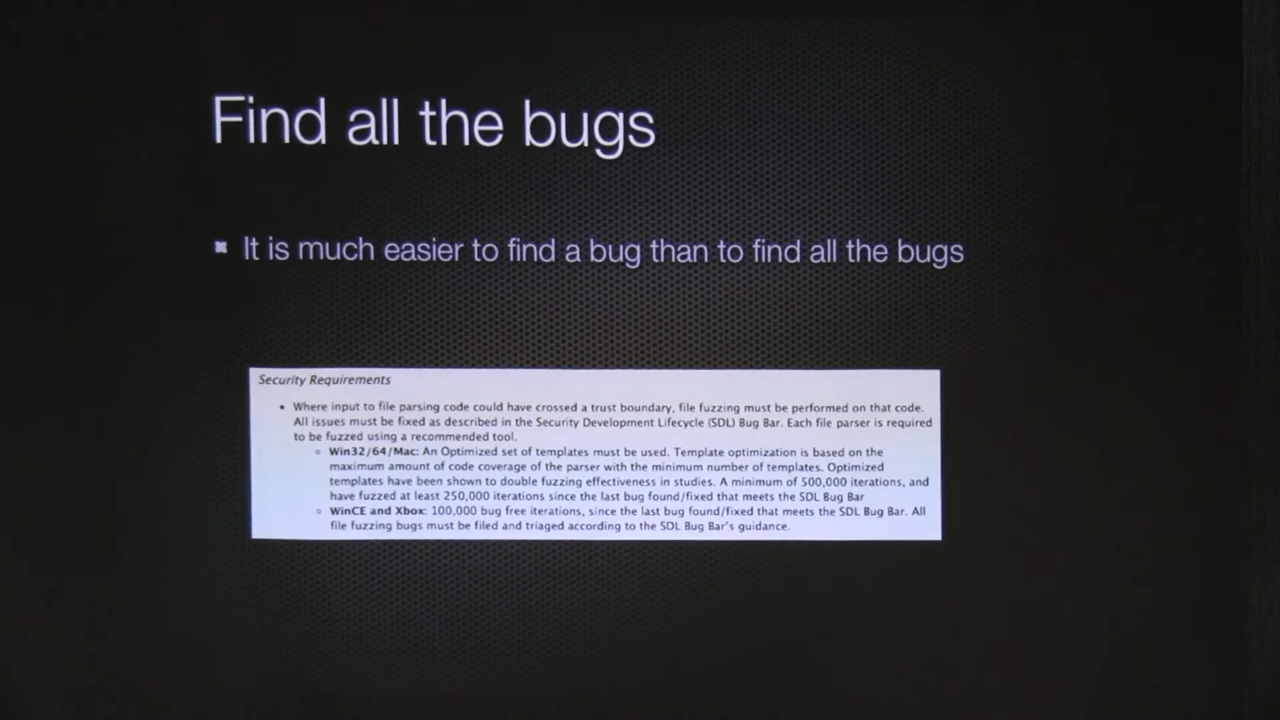 Find all the bugs
It is much easier to find a bug than to find all the bugs
Security Requirements
Where input to file parsing code could have crossed a trust boundary, file fuzzing must be performed on that code.
All issues must be fixed as described in the Security Development Lifecycle (SDL) Bug Bar. Each file parser is required
to be fuzzed using a recommended tool.
Win32/64/Mac: An Optimized set of templates must be used. Template optimization is based on the
maximum amount of code coverage of the parser with the minimum number of templates. Optimized
templates have been shown to double fuzzing effectiveness in studies. A minimum of 500,000 iterations, and
have fuzzed at least 250,000 iterations since the last bug found/fixed that meets the SDL Bug Bar
WinCE and Xbox: 100,000 bug free iterations, since the last bug found/fixed that meets the SDL Bug Bar. All
file fuzzing bugs must be filed and triaged according to the SDL Bug Bar's guidance.